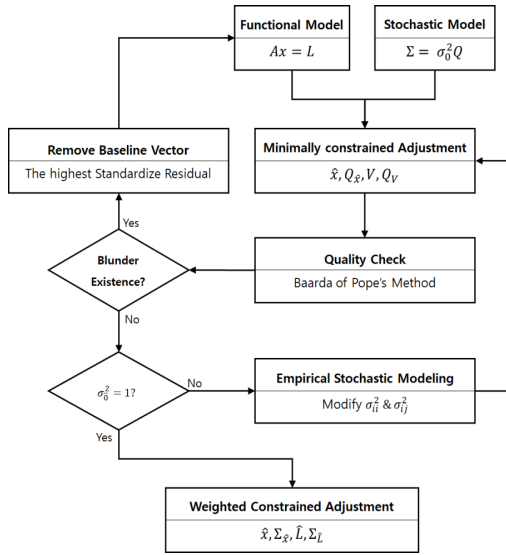 Functional Model
Ax = L
Stochastic Model
Σ = σ₀²Q
Remove Baseline Vector
The highest Standardize Residual
Minimally constrained Adjustment
x̂, Q_x̂, V, Q_V
Yes
Blunder
Existence?
Quality Check
Baarda of Pope's Method
No
σ₀² = 1?
No
Empirical Stochastic Modeling
Modify σᵢᵢ² & σᵢⱼ²
Yes
Weighted Constrained Adjustment
x̂, Σ_x̂, L̂, Σ_L̂